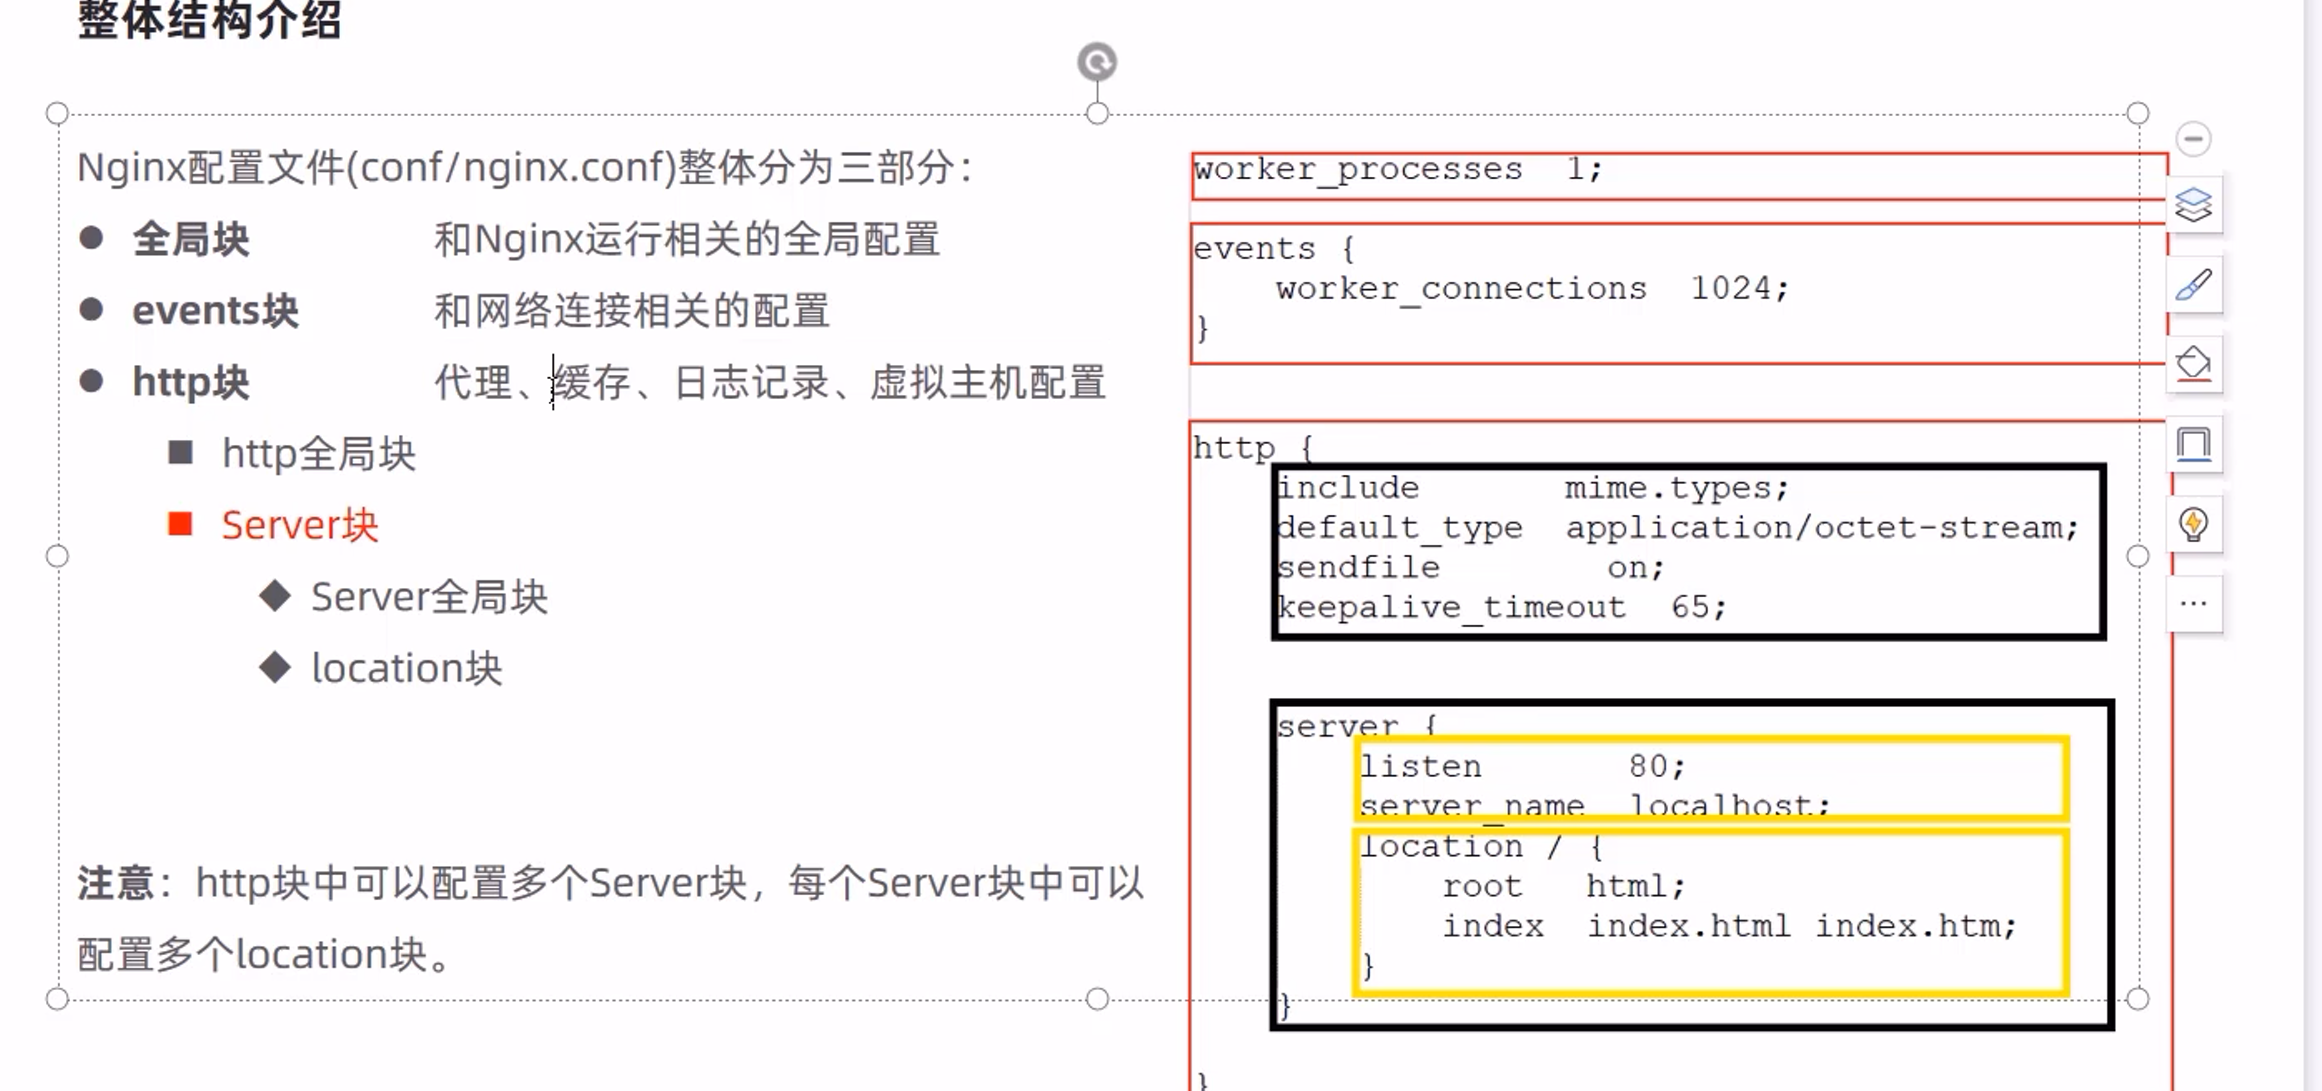 整体结构介绍
Nginx配置文件(conf/nginx.conf)整体分为三部分：
● 全局块 和Nginx运行相关的全局配置
● events块 和网络连接相关的配置
● http块 代理、缓存、日志记录、虚拟主机配置
■ http全局块
■ Server块
◆ Server全局块
◆ location块
注意：http块中可以配置多个Server块，每个Server块中可以
配置多个location块。
worker_processes  1;
events {
    worker_connections  1024;
}
http {
    include       mime.types;
    default_type  application/octet-stream;
    sendfile        on;
    keepalive_timeout  65;
    server {
        listen       80;
        server_name  localhost;
        location / {
            root   html;
            index  index.html index.htm;
        }
    }
}